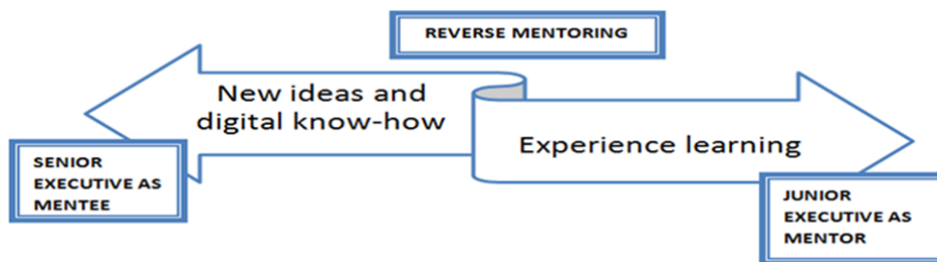 REVERSE MENTORING
New ideas and
digital know-how
Experience learning
SENIOR
EXECUTIVE AS
MENTEE
JUNIOR
EXECUTIVE AS
MENTOR